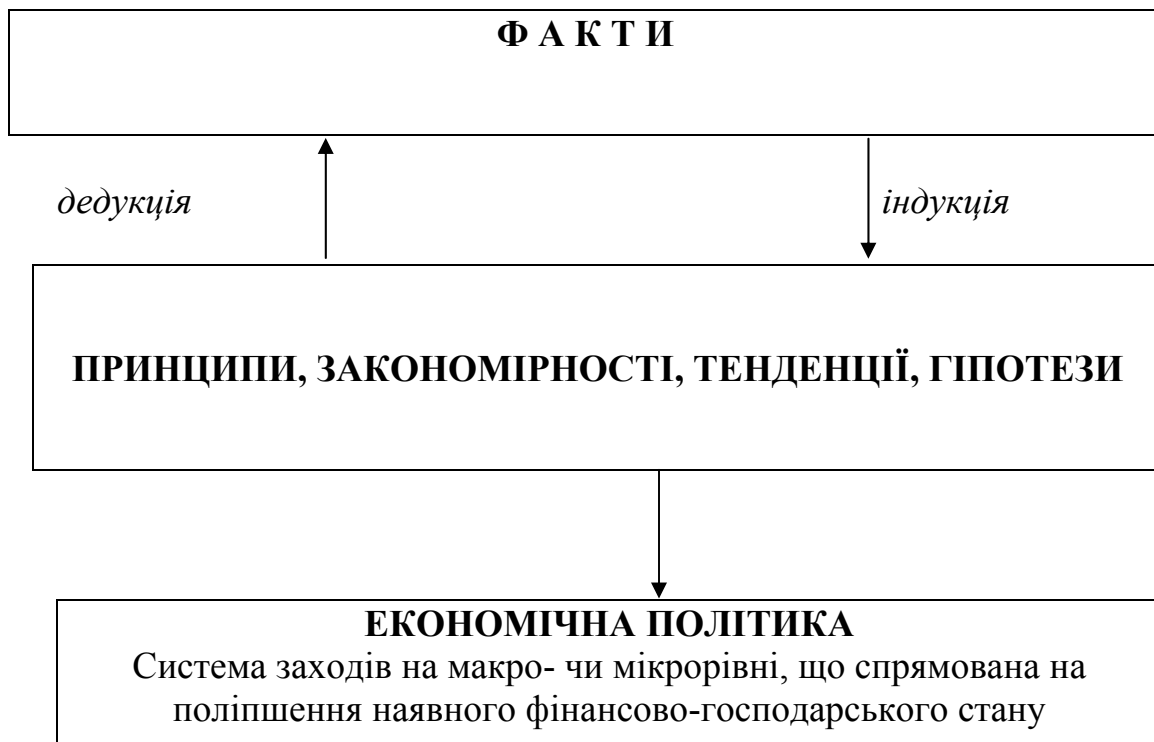 Ф А К Т И
дедукція
індукція
ПРИНЦИПИ, ЗАКОНОМІРНОСТІ, ТЕНДЕНЦІЇ, ГІПОТЕЗИ
ЕКОНОМІЧНА ПОЛІТИКА
Система заходів на макро- чи мікрорівні, що спрямована на
поліпшення наявного фінансово-господарського стану